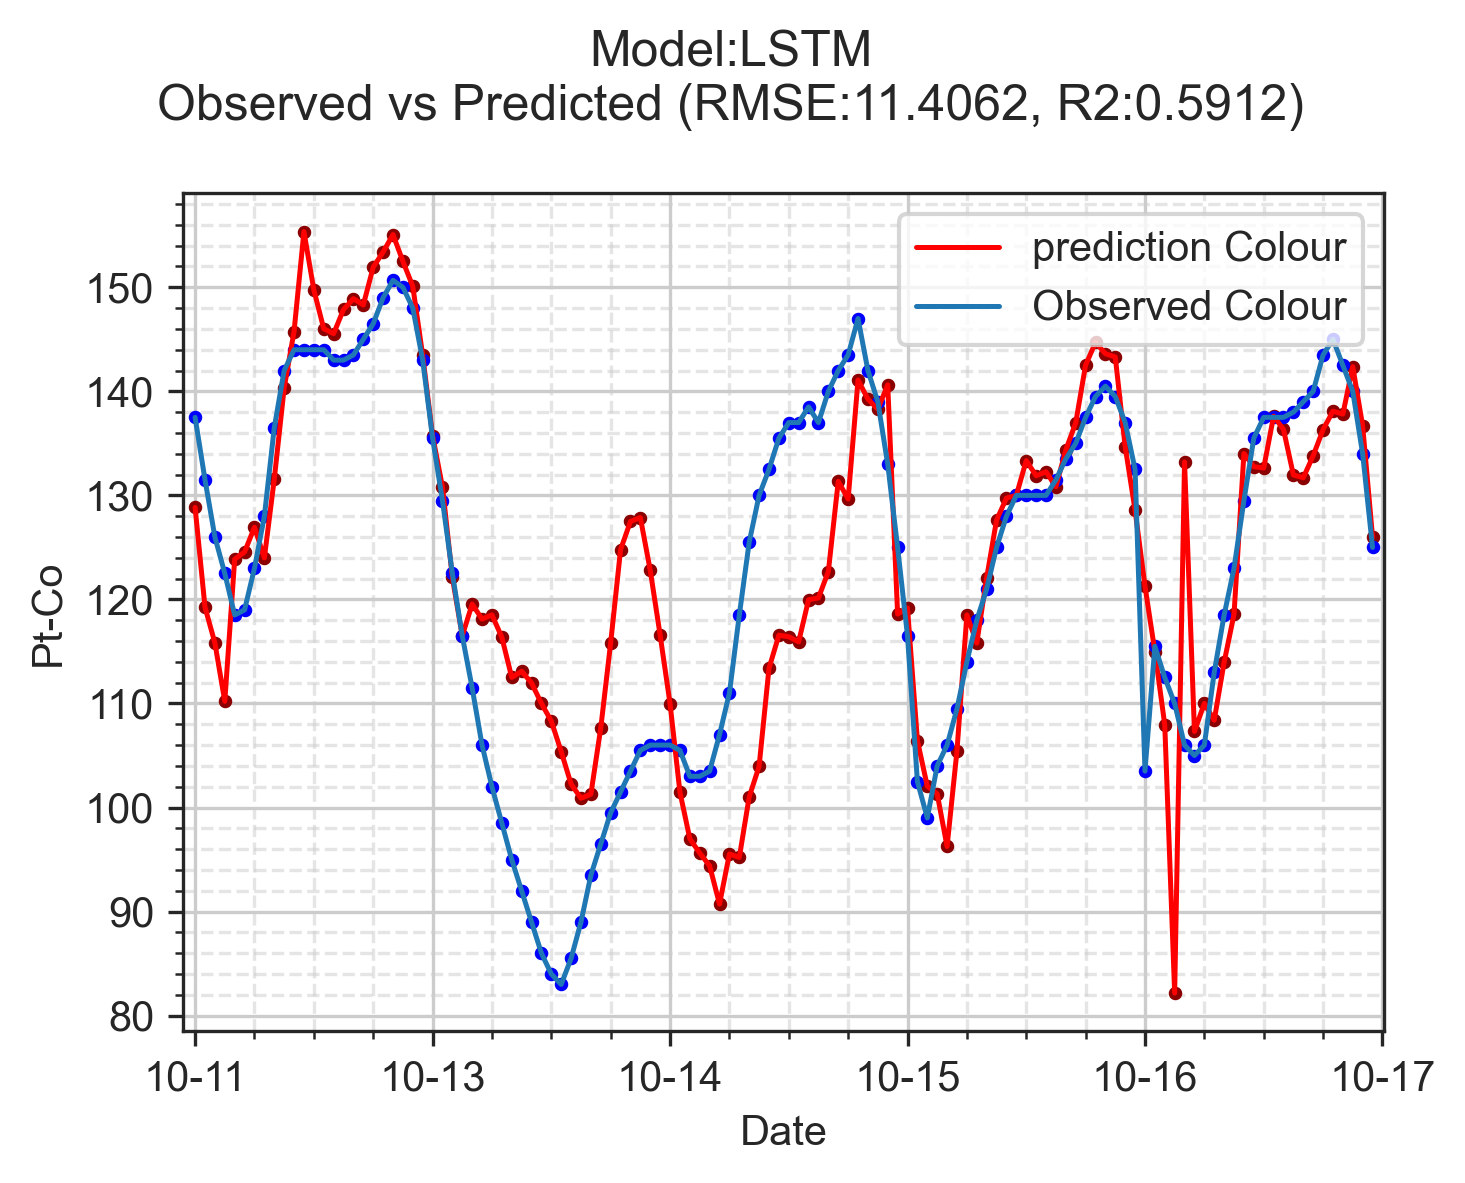 Model:LSTM
Observed vs Predicted (RMSE:11.4062, R2:0.5912)
prediction Colour
Observed Colour
Pt-Co
150
140
130
120
110
100
90
80
10-11 10-13 10-14 10-15 10-16 10-17
Date